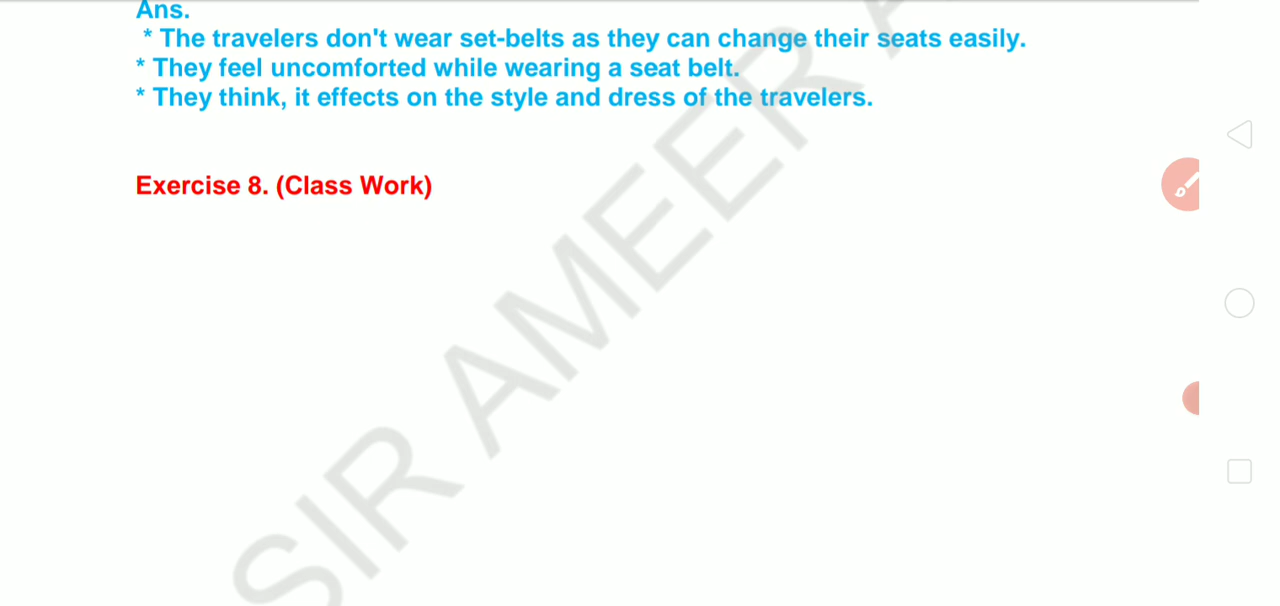 Ans.
* The travelers don't wear set-belts as they can change their seats easily.
* They feel uncomforted while wearing a seat belt.
* They think, it effects on the style and dress of the travelers.
Exercise 8. (Class Work)
SIR AMEER A